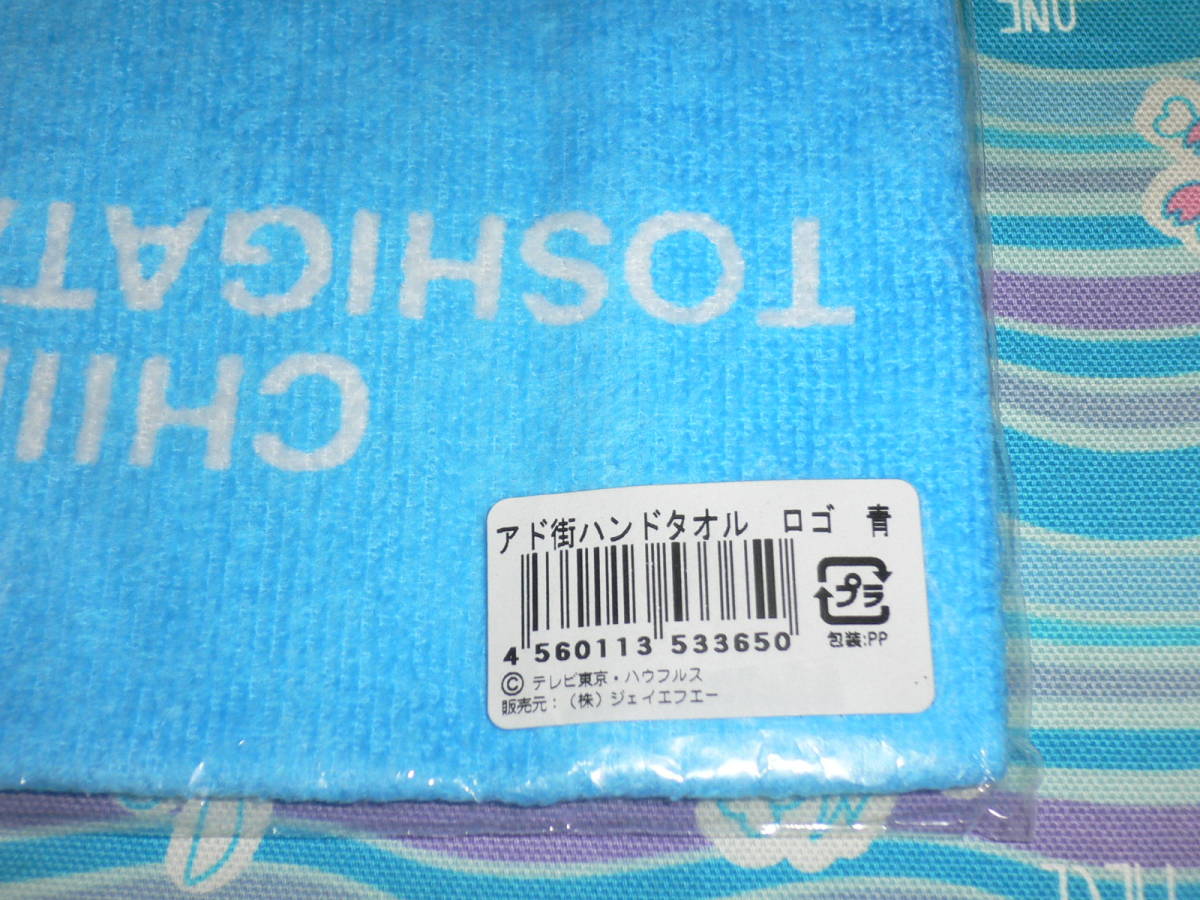 TOSHIGATA
CHII
アド街ハンドタオル ロゴ 青
プラ
4 560113 533650
包装:PP
© テレビ東京・ハウフルス
販売元:(株)ジェイエフエー
ONE